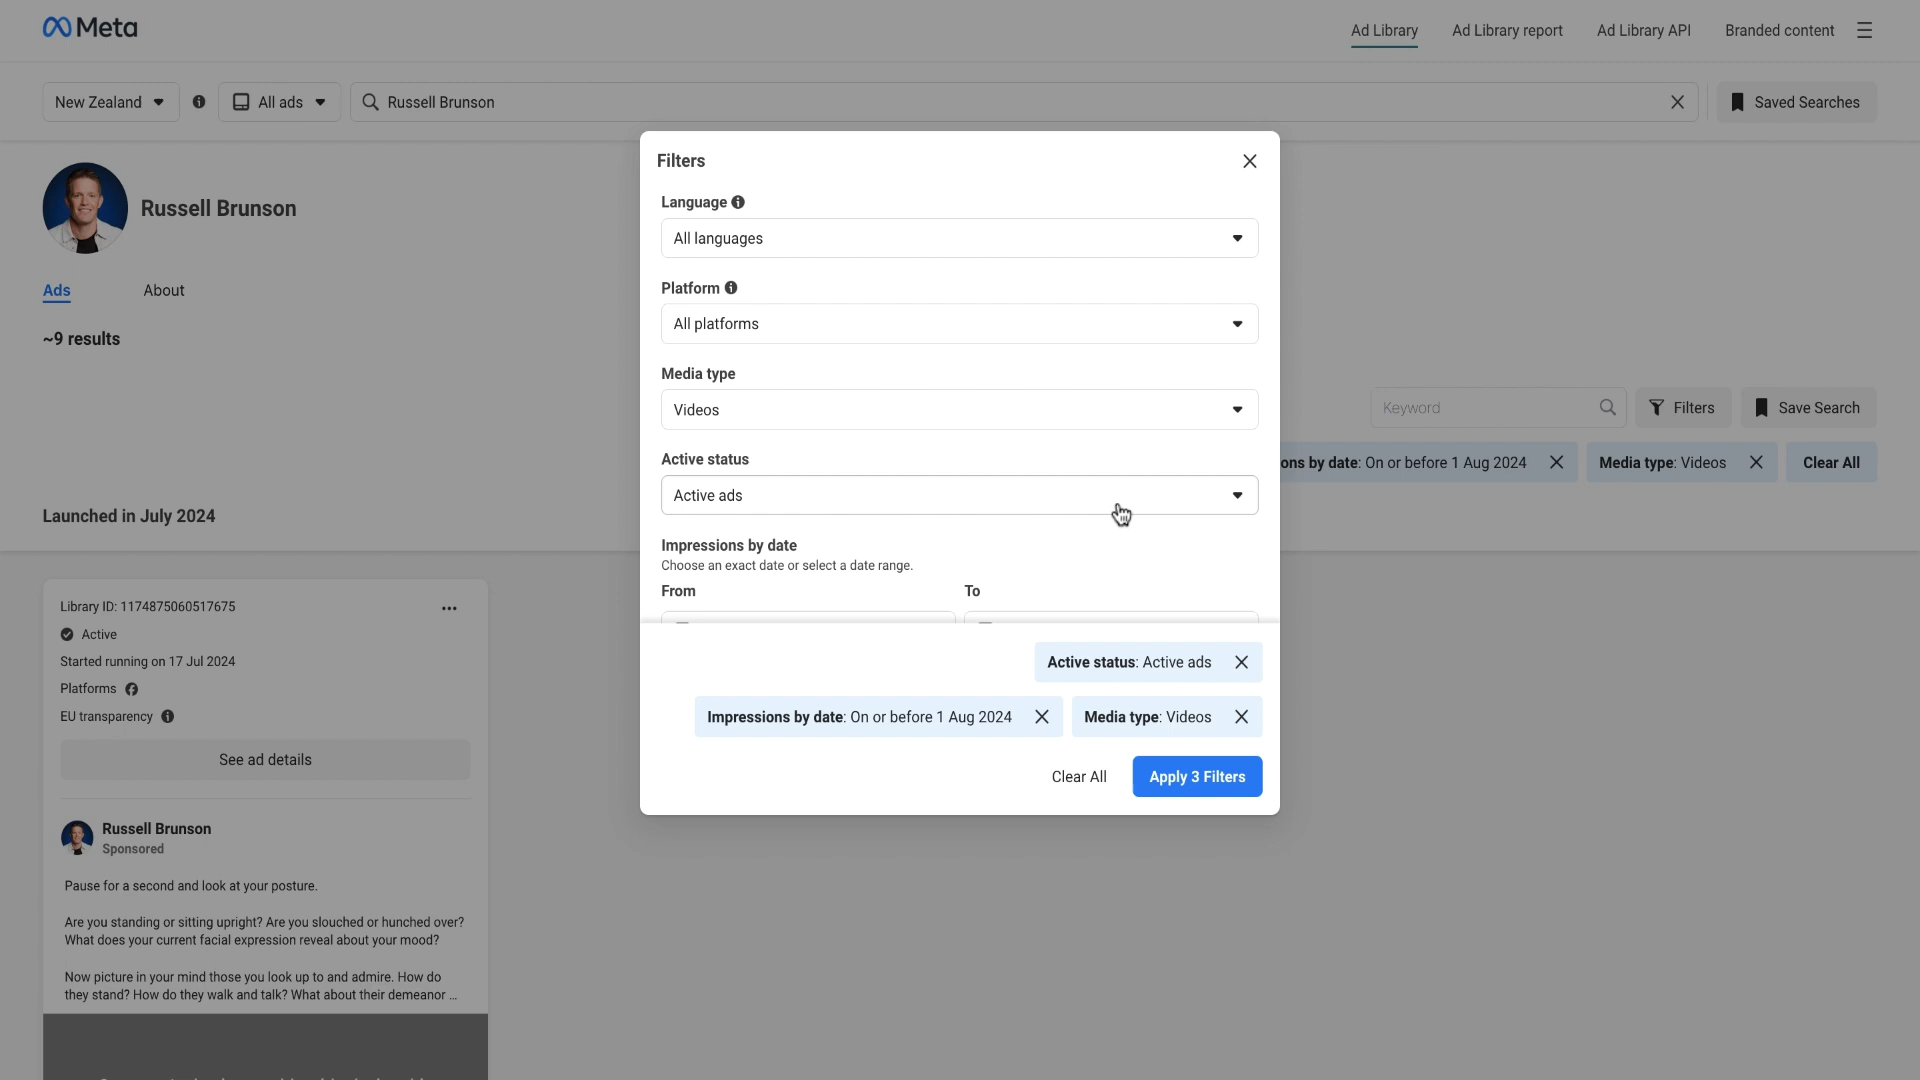 Meta
Ad Library
Ad Library report
Ad Library API
Branded content
New Zealand
All ads
Russell Brunson
Saved Searches
Russell Brunson
Ads
About
~9 results
Keyword
Filters
Save Search
ons by date: On or before 1 Aug 2024
Media type: Videos
Clear All
Launched in July 2024
Library ID: 1174875060517675
Active
Started running on 17 Jul 2024
Platforms
EU transparency
See ad details
Russell Brunson
Sponsored
Pause for a second and look at your posture.
Are you standing or sitting upright? Are you slouched or hunched over?
What does your current facial expression reveal about your mood?
Now picture in your mind those you look up to and admire. How do
they stand? How do they walk and talk? What about their demeanor ...
Filters
Language
All languages
Platform
All platforms
Media type
Videos
Active status
Active ads
Impressions by date
Choose an exact date or select a date range.
From
To
Active status: Active ads
Impressions by date: On or before 1 Aug 2024
Media type: Videos
Clear All
Apply 3 Filters